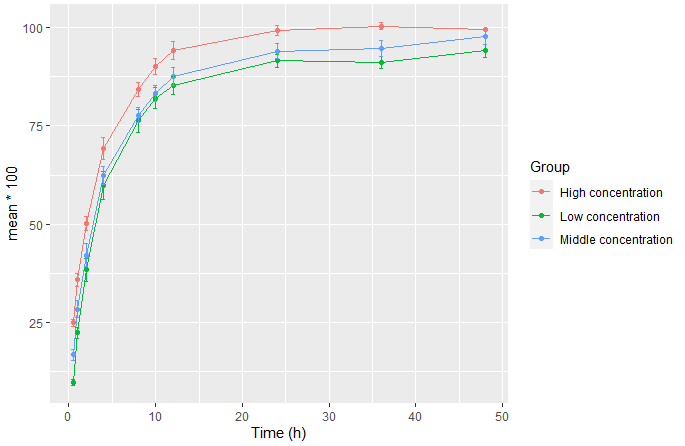 100
75
50
25
mean * 100
0 10 20 30 40 50
Time (h)
Group
High concentration
Low concentration
Middle concentration